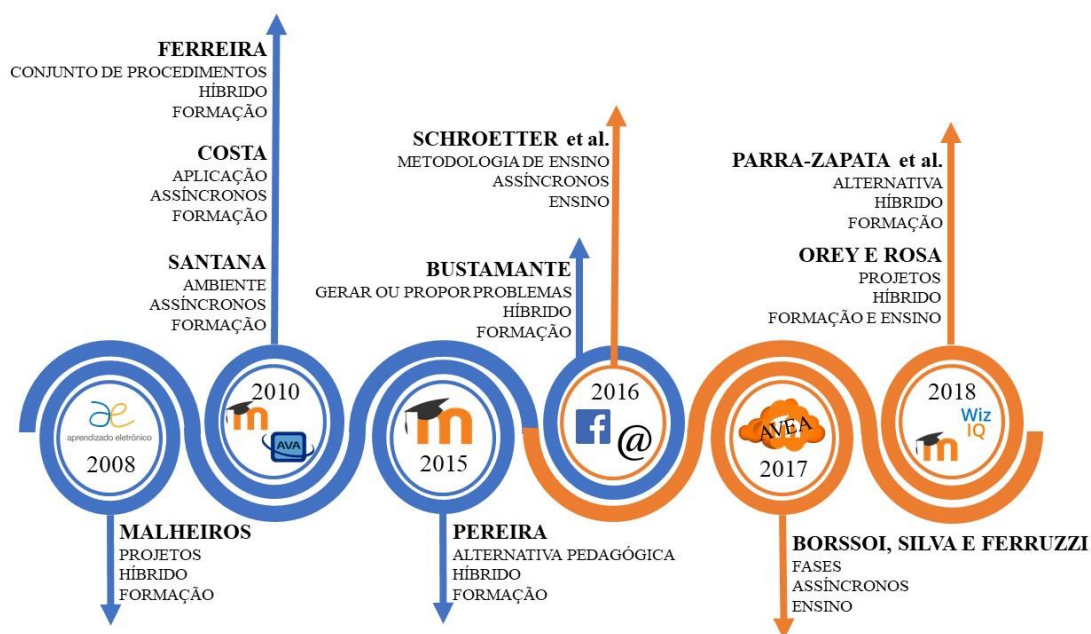 FERREIRA
CONJUNTO DE PROCEDIMENTOS
HÍBRIDO
FORMAÇÃO
COSTA
APLICAÇÃO
ASSÍNCRONOS
FORMAÇÃO
SANTANA
AMBIENTE
ASSÍNCRONOS
FORMAÇÃO
SCHROETTER et al.
METODOLOGIA DE ENSINO
ASSÍNCRONOS
ENSINO
BUSTAMANTE
GERAR OU PROPOR PROBLEMAS
HÍBRIDO
FORMAÇÃO
PARRA-ZAPATA et al.
ALTERNATIVA
HÍBRIDO
FORMAÇÃO
OREY E ROSA
PROJETOS
HÍBRIDO
FORMAÇÃO E ENSINO
ae
aprendizado eletrônico
2008
2010
m
AVA
m
2015
2016
f
@
AVEA
2017
2018
Wiz
IQ
m
MALHEIROS
PROJETOS
HÍBRIDO
FORMAÇÃO
PEREIRA
ALTERNATIVA PEDAGÓGICA
HÍBRIDO
FORMAÇÃO
BORSSOI, SILVA E FERRUZZI
FASES
ASSÍNCRONOS
ENSINO